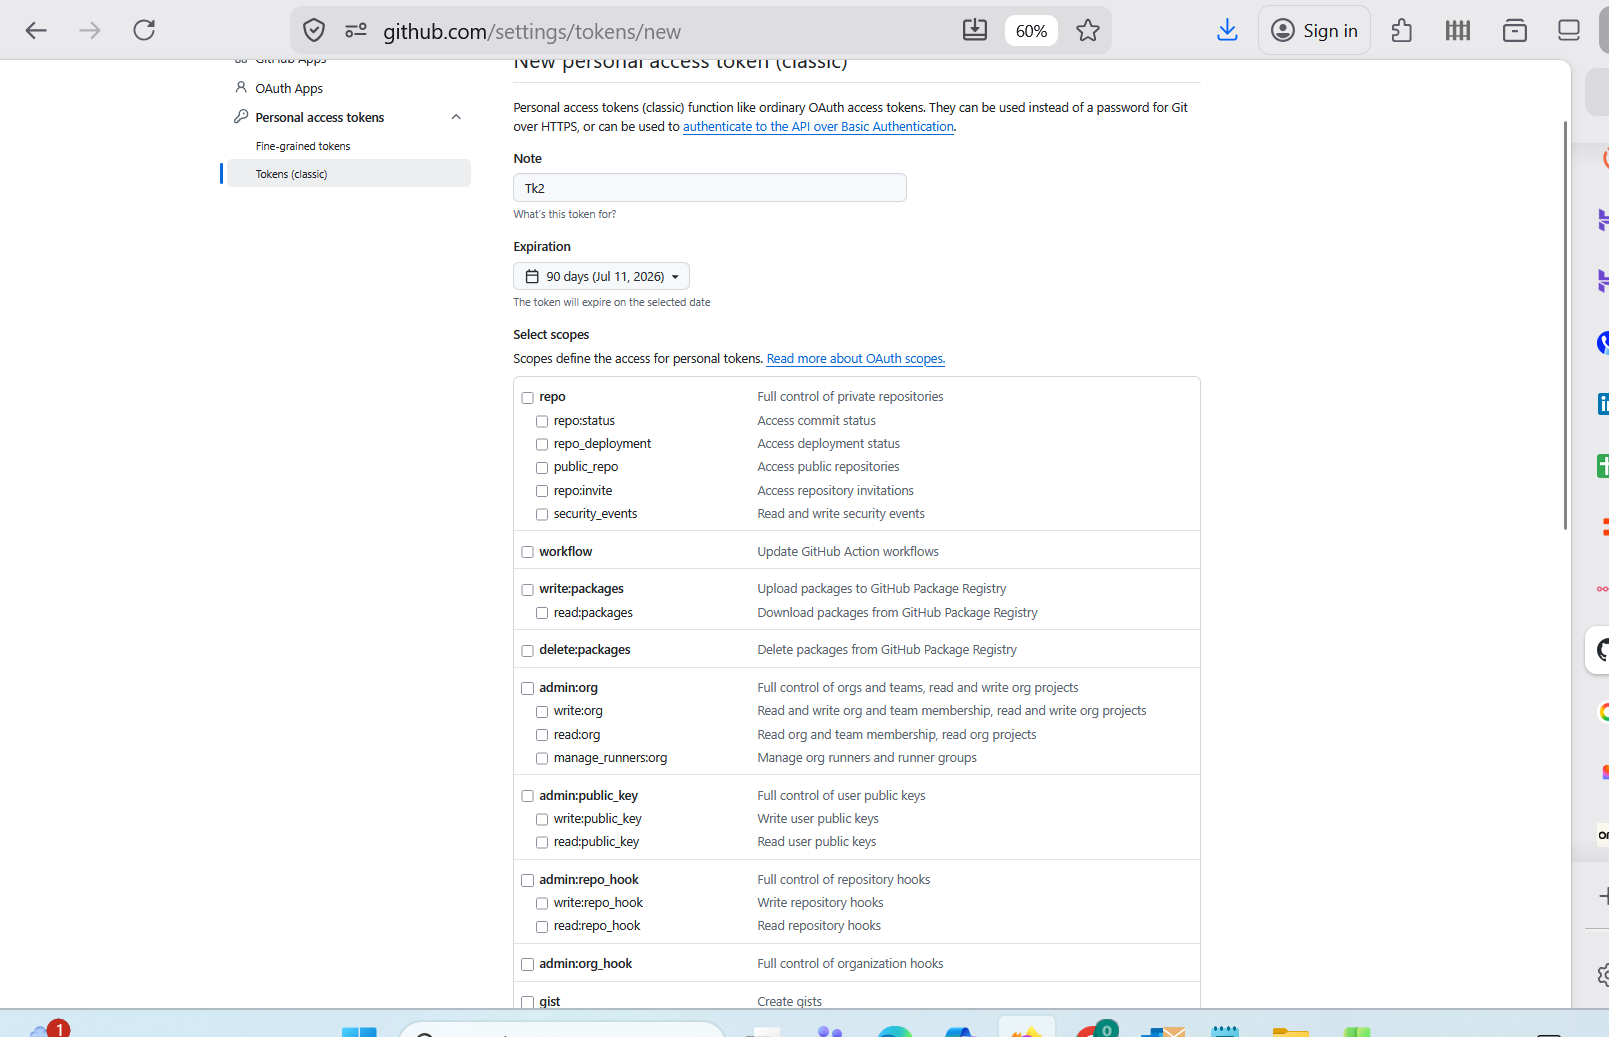 github.com/settings/tokens/new
60%
Sign in
GitHub Apps
OAuth Apps
Personal access tokens
Fine-grained tokens
Tokens (classic)
New personal access token (classic)
Personal access tokens (classic) function like ordinary OAuth access tokens. They can be used instead of a password for Git
over HTTPS, or can be used to authenticate to the API over Basic Authentication.
Note
Tk2
What's this token for?
Expiration
90 days (Jul 11, 2026)
The token will expire on the selected date
Select scopes
Scopes define the access for personal tokens. Read more about OAuth scopes.
repo Full control of private repositories
repo:status Access commit status
repo_deployment Access deployment status
public_repo Access public repositories
repo:invite Access repository invitations
security_events Read and write security events
workflow Update GitHub Action workflows
write:packages Upload packages to GitHub Package Registry
read:packages Download packages from GitHub Package Registry
delete:packages Delete packages from GitHub Package Registry
admin:org Full control of orgs and teams, read and write org projects
write:org Read and write org and team membership, read and write org projects
read:org Read org and team membership, read org projects
manage_runners:org Manage org runners and runner groups
admin:public_key Full control of user public keys
write:public_key Write user public keys
read:public_key Read user public keys
admin:repo_hook Full control of repository hooks
write:repo_hook Write repository hooks
read:repo_hook Read repository hooks
admin:org_hook Full control of organization hooks
gist Create gists
1
0